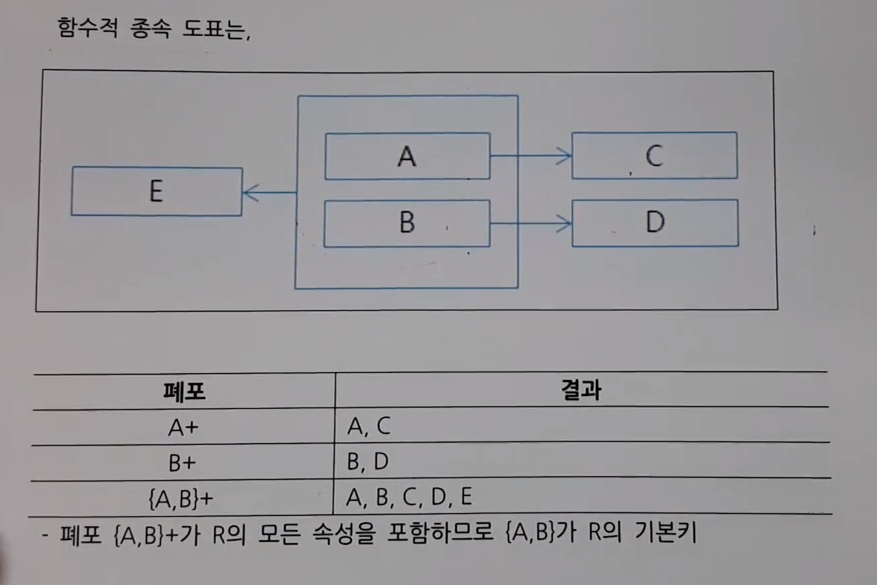 함수적 종속 도표는,
A
C
E
B
D
폐포 결과
A+ A, C
B+ B, D
{A,B}+ A, B, C, D, E
- 폐포 {A,B}+가 R의 모든 속성을 포함하므로 {A,B}가 R의 기본키